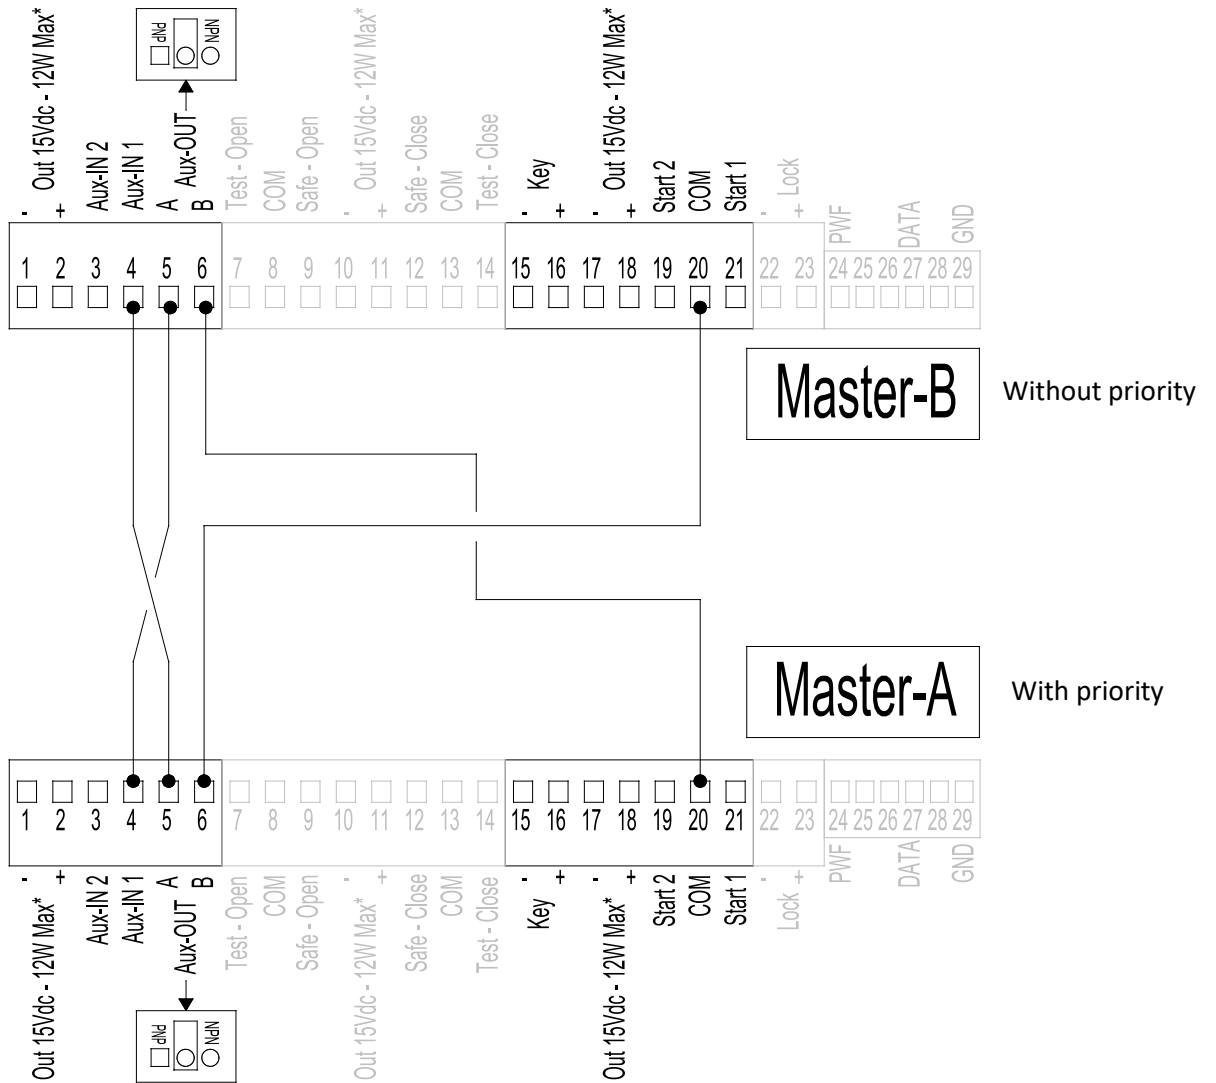 Out 15Vdc - 12W Max*
- +
Aux-IN 2
Aux-IN 1
Aux-OUT
A
B
PNP NPN
Test - Open
COM
Safe - Open
Out 15Vdc - 12W Max*
- +
Safe - Close
COM
Test - Close
Key
- +
Out 15Vdc - 12W Max*
- +
Start 2
COM
Start 1
Lock
- +
PWF
DATA
GND
1 2 3 4 5 6 7 8 9 10 11 12 13 14 15 16 17 18 19 20 21 22 23 24 25 26 27 28 29
Master-B
Without priority
Master-A
With priority
1 2 3 4 5 6 7 8 9 10 11 12 13 14 15 16 17 18 19 20 21 22 23 24 25 26 27 28 29
- +
Out 15Vdc - 12W Max*
Aux-IN 2
Aux-IN 1
A
B
Aux-OUT
PNP NPN
Test - Open
COM
Safe - Open
- +
Out 15Vdc - 12W Max*
Safe - Close
COM
Test - Close
- +
Key
- +
Out 15Vdc - 12W Max*
Start 2
COM
Start 1
- +
Lock
PWF
DATA
GND